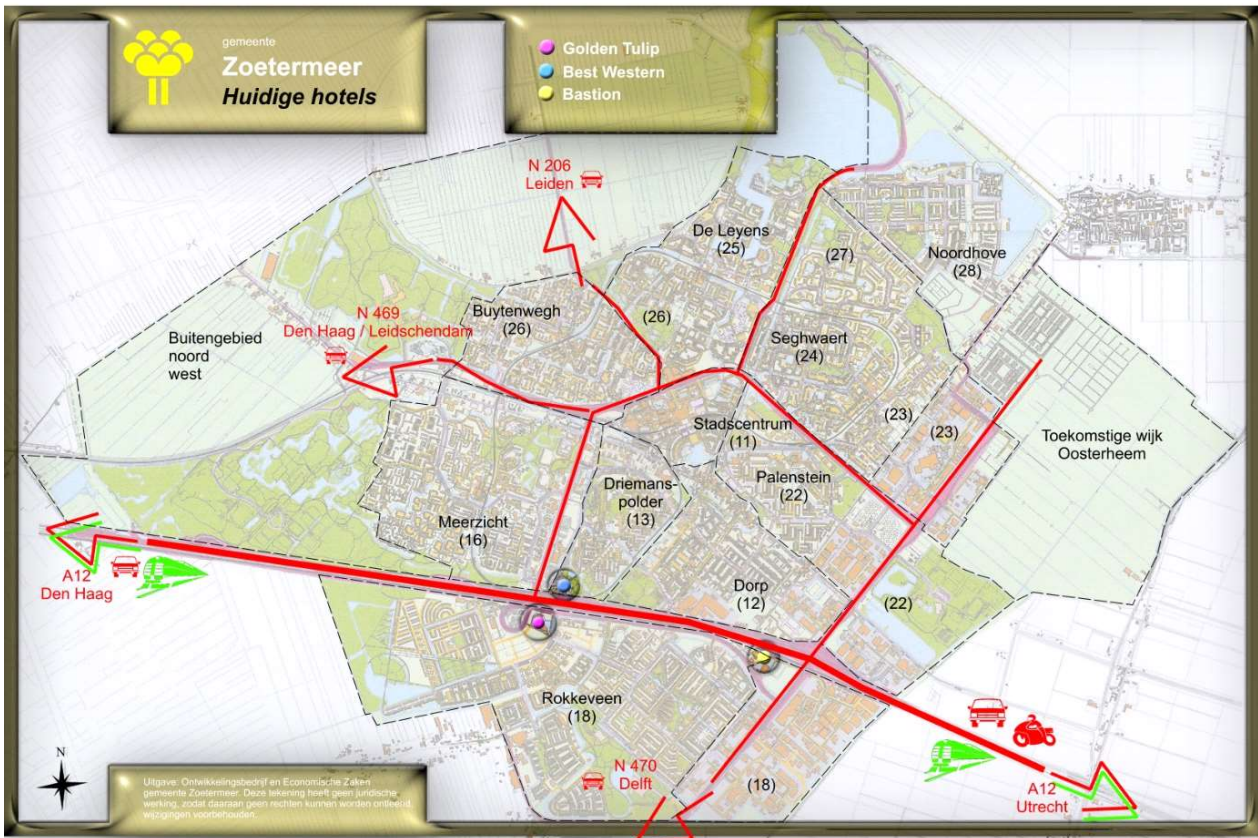 gemeente
Zoetermeer
Huidige hotels
Golden Tulip
Best Western
Bastion
N 206
Leiden
De Leyens
(25)
(27)
Noordhove
(28)
N 469
Den Haag / Leidschendam
Buytenwegh
(26)
(26)
Buitengebied
noord
west
Seghwaert
(24)
Stadscentrum
(11)
(23)
(23)
Toekomstige wijk
Oosterheem
Driemans-
polder
(13)
Palenstein
(22)
Meerzicht
(16)
A12
Den Haag
Dorp
(12)
(22)
Rokkeveen
(18)
N 470
Delft
(18)
A12
Utrecht
N
Uitgave: Ontwikkelingsbedrijf en Economische Zaken
gemeente Zoetermeer. Deze tekening heeft geen juridische
werking, zodat daaraan geen rechten kunnen worden ontleend,
wijzigingen voorbehouden.